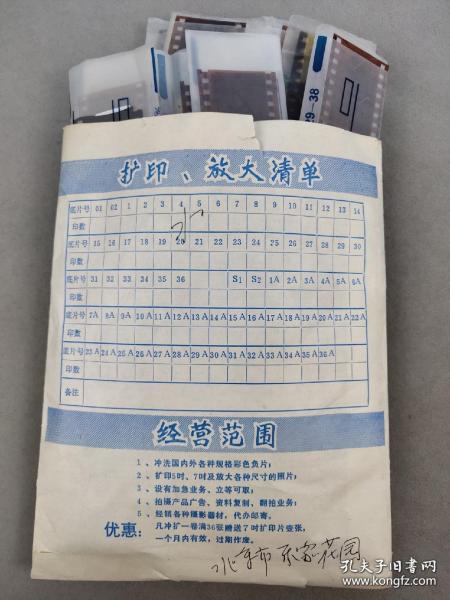 29-38
扩印、放大清单
底片号 01 02 1 2 3 4 5 6 7 8 9 10 11 12 13 14
印数
底片号 15 16 17 18 19 20 21 22 23 24 25 26 27 28 29 30
印数
底片号 31 32 33 34 35 36 S1 S2 1A 2A 3A 4A 5A 6A
印数
底片号 7A 8A 9A 10A 11A 12A 13A 14A 15A 16A 17A 18A 19A 20A 21A 22A
印数
底片号 23A 24A 25A 26A 27A 28A 29A 30A 31A 32A 33A 34A 35A 36A
印数
备注
经营范围
1、冲洗国内外各种规格彩色负片;
2、扩印5吋、7吋及放大各种尺寸的照片;
3、设有加急业务、立等可取;
4、拍摄产品广告、资料复制、翻拍业务;
5、经销各种摄影器材,代办邮寄。
优惠:凡冲扩一卷满36张赠送7吋扩印片壹张,
一个月内有效,过期作废。
花园
孔夫子旧书网
kongfz.com